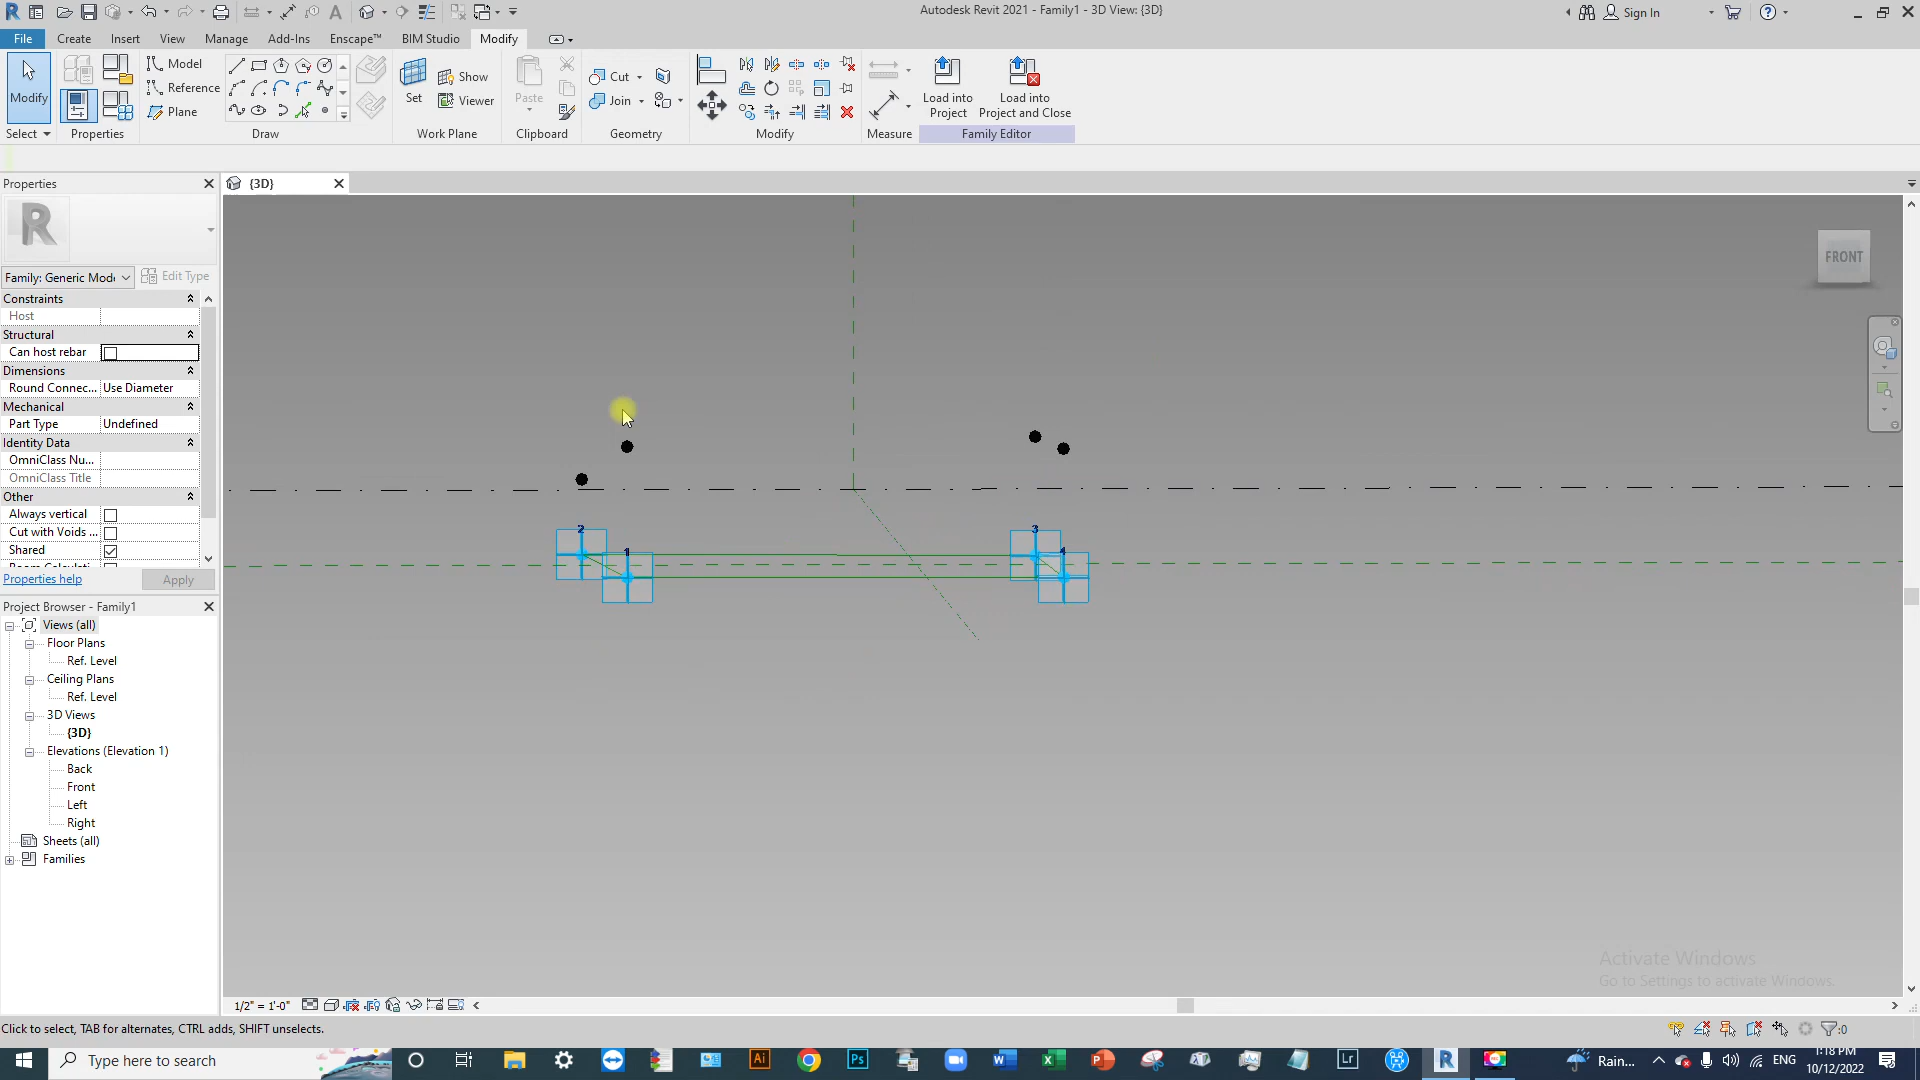 Autodesk Revit 2021 - Family1 - 3D View: {3D}
Sign In
File Create Insert View Manage Add-Ins Enscape™ BIM Studio Modify
Modify
Select
Properties
Model
Reference
Plane
Draw
Set
Show
Viewer
Work Plane
Paste
Clipboard
Cut
Join
Geometry
Modify
Measure
Load into
Project
Load into
Project and Close
Family Editor
Properties
{3D}
Family: Generic Mode
Edit Type
Constraints
Host
Structural
Can host rebar
Dimensions
Round Connec... Use Diameter
Mechanical
Part Type Undefined
Identity Data
OmniClass Nu...
OmniClass Title
Other
Always vertical
Cut with Voids ...
Shared
Properties help
Apply
Project Browser - Family1
Views (all)
Floor Plans
Ref. Level
Ceiling Plans
Ref. Level
3D Views
{3D}
Elevations (Elevation 1)
Back
Front
Left
Right
Sheets (all)
Families
FRONT
2
1
3
4
Activate Windows
Go to Settings to activate Windows.
1/2" = 1'-0"
Click to select, TAB for alternates, CTRL adds, SHIFT unselects.
:0
Type here to search
Rain...
ENG
1:18 PM
10/12/2022